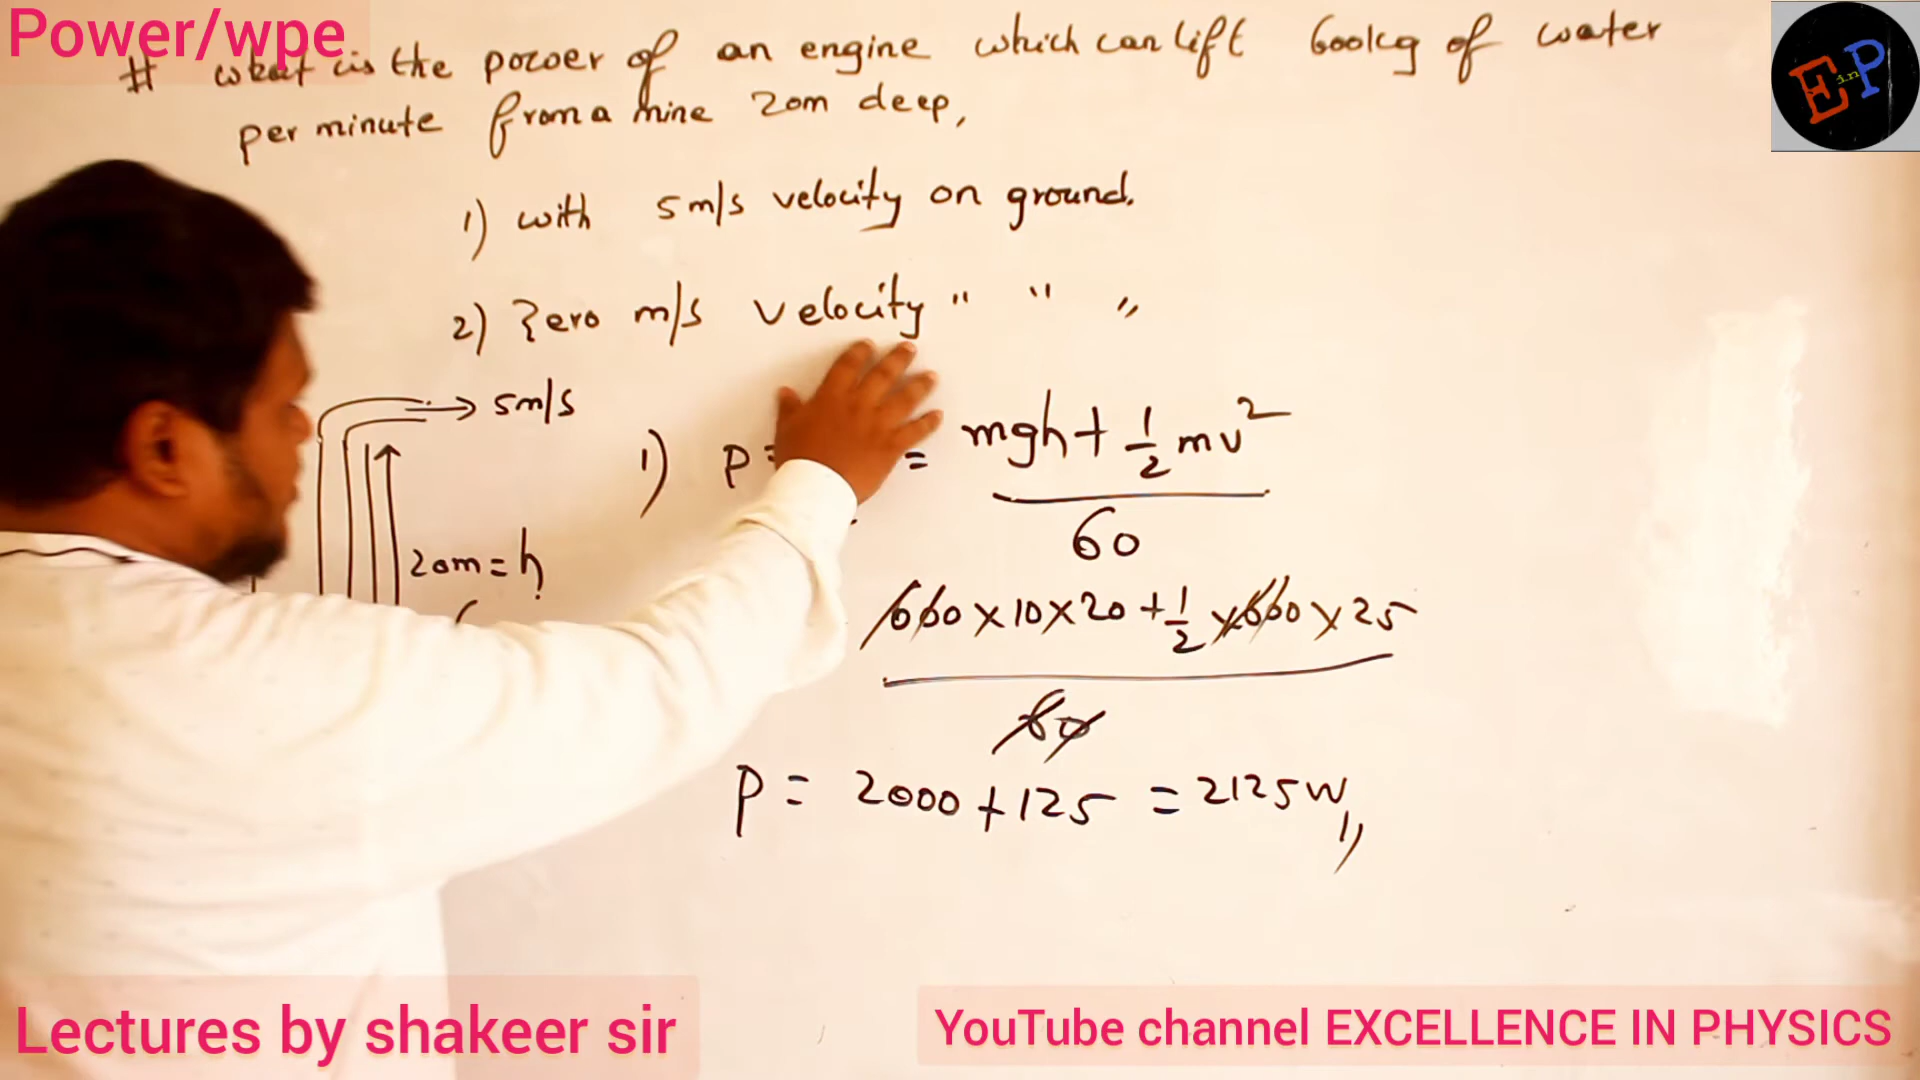 Power/wpe
# what is the power of an engine which can lift 600kg of water
per minute from a mine 20m deep,
1) with 5m/s velocity on ground.
2) Zero m/s velocity " " "
5m/s
20m = h
1) P = = mgh + 1/2 mv²
60
600 x 10 x 20 + 1/2 x 600 x 25
60
P = 2000 + 125 = 2125W
E in P
Lectures by shakeer sir
YouTube channel EXCELLENCE IN PHYSICS